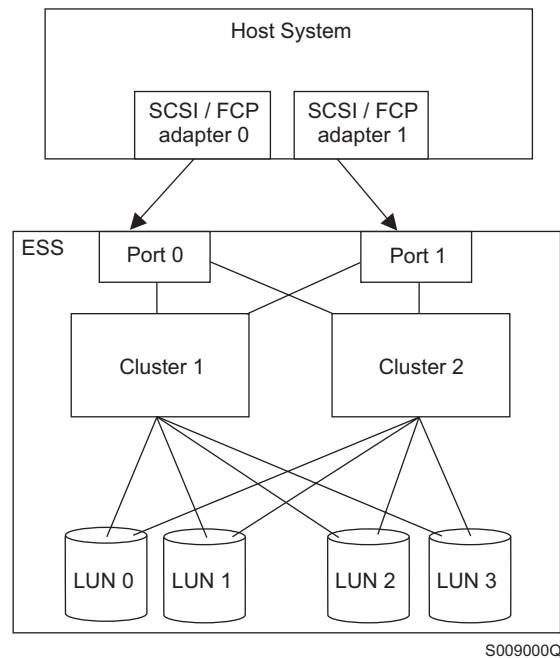 Host System
SCSI / FCP
adapter 0
SCSI / FCP
adapter 1
ESS
Port 0
Port 1
Cluster 1
Cluster 2
LUN 0
LUN 1
LUN 2
LUN 3
S009000Q